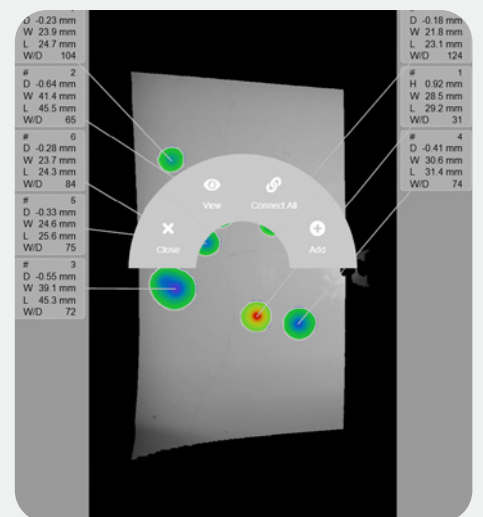 D -0.23 mm
W 23.9 mm
L 24.7 mm
W/D 104
# 2
D -0.64 mm
W 41.4 mm
L 45.5 mm
W/D 65
# 6
D -0.28 mm
W 23.7 mm
L 24.3 mm
W/D 84
# 5
D -0.33 mm
W 24.6 mm
L 25.6 mm
W/D 75
# 3
D -0.55 mm
W 39.1 mm
L 45.3 mm
W/D 72
View
Connect All
Close
Add
D -0.18 mm
W 21.8 mm
L 23.1 mm
W/D 124
# 1
H 0.92 mm
W 28.5 mm
L 29.2 mm
W/D 31
# 4
D -0.41 mm
W 30.6 mm
L 31.4 mm
W/D 74